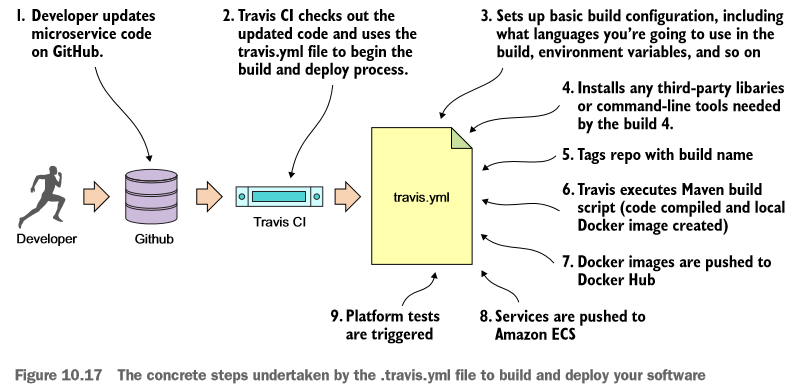 1. Developer updates
microservice code
on GitHub.
2. Travis CI checks out the
updated code and uses the
travis.yml file to begin the
build and deploy process.
3. Sets up basic build configuration, including
what languages you're going to use in the
build, environment variables, and so on
4. Installs any third-party libaries
or command-line tools needed
by the build 4.
5. Tags repo with build name
6. Travis executes Maven build
script (code compiled and local
Docker image created)
7. Docker images are pushed to
Docker Hub
8. Services are pushed to
Amazon ECS
9. Platform tests
are triggered
Developer
Github
Travis CI
travis.yml
Figure 10.17 The concrete steps undertaken by the .travis.yml file to build and deploy your software